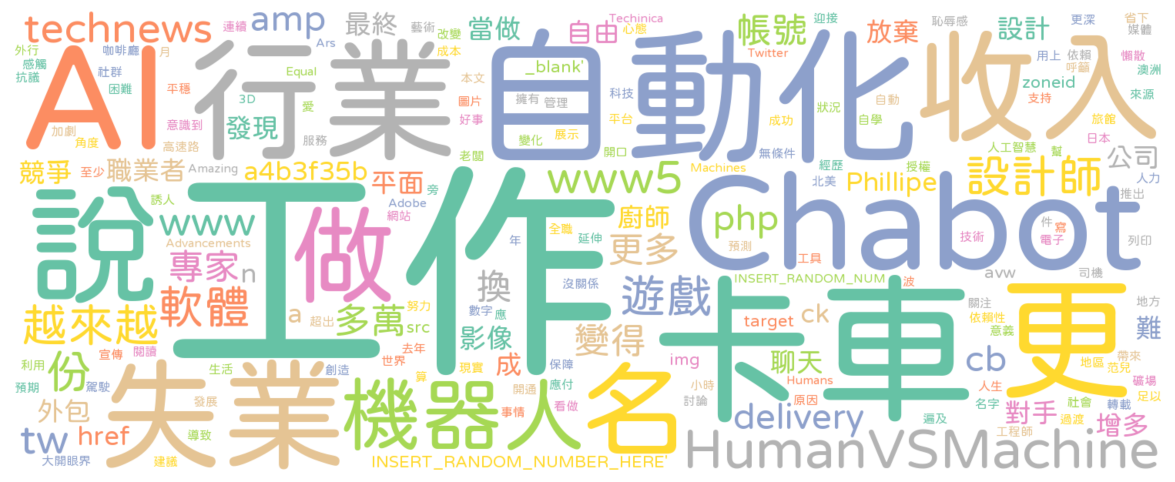 technews
連續
amp
最終
藝術
當做
改變
成本
自由
Techinica
心態
帳號
迎接
放棄
恥辱感
設計
更深
省下
媒體
外行
感觸
抗議
咖啡廳
月
Ars
社群
困難
平穩
Equal
愛
本文
_blank'
Twitter
用上
依賴
呼籲
懶散
澳洲
AI
行業
3D
發現
服務
圖片
好事
擁有
管理
科技
平台
自動化
狀況
成功
自動
自學
收入
zoneid
支持
來源
旅館
日本
加劇
角度
意識到
高速路
老闆
變化
展示
開口
無條件
人工智慧
幫
競爭
至少
職業者
Amazing
a4b3f35b
平面
旁
Adobe
網站
www5
Machines
經歷
北美
授權
Phillipe
設計師
公司
人力
推出
誘人
www
Advancements
說
工作
做
年
全職
延伸
廚師
更多
php
預測
Chabot
技術
件
寫
電子
列印
專家
n
換
沒關係
遊戲
工具
INSERT_RANDOM_NUM
波
avw
司機
越來越
軟體
a
超出
多萬
努力
src
數字
應
影像
變得
target
ck
關注
依賴性
意義
地方
難
利用
宣傳
閱讀
份
預期
駕駛
生活
發展
創造
去年
世界
算
成
現實
開通
保障
應付
看做
img
聊天
Humans
小時
討論
原因
卡車
cb
更
人生
名字
地區
范兒
帶來
礦場
足以
外包
失業
機器人
事情
名
delivery
遍及
對手
社會
過渡
轉載
增多
工程師
tw
href
大開眼界
導致
建議
INSERT_RANDOM_NUMBER_HERE'
HumanVSMachine